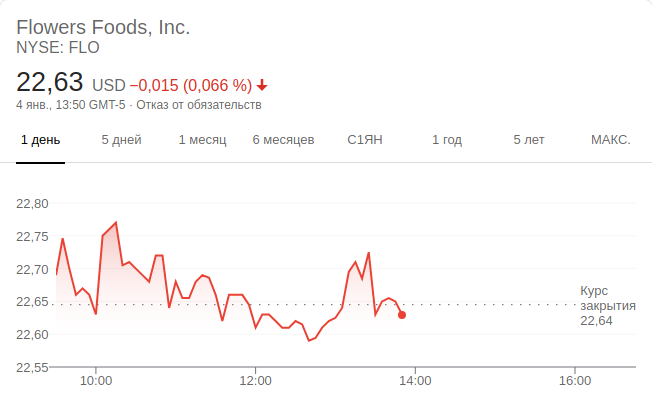 Flowers Foods, Inc.
NYSE: FLO
22,63 USD −0,015 (0,066 %)
4 янв., 13:50 GMT-5 · Отказ от обязательств
1 день 5 дней 1 месяц 6 месяцев С1ЯН 1 год 5 лет МАКС.
22,80
22,75
22,70
22,65
22,60
22,55
Курс
закрытия
22,64
10:00 12:00 14:00 16:00